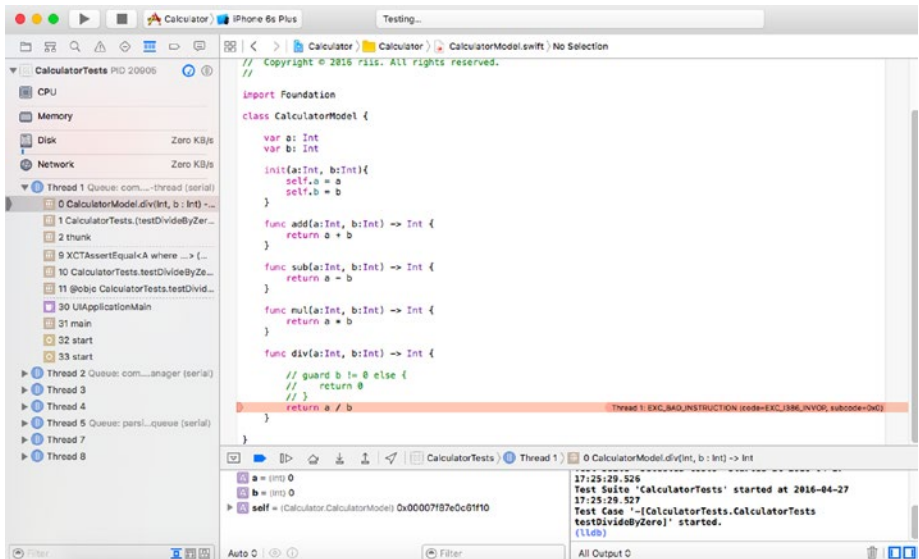 Calculator
iPhone 6s Plus
Testing...
Calculator
Calculator
CalculatorModel.swift
No Selection
CalculatorTests PID 20905
CPU
Memory
Disk Zero KB/s
Network Zero KB/s
Thread 1 Queue: com....-thread (serial)
0 CalculatorModel.div(Int, b : Int) -...
1 CalculatorTests.(testDivideByZer...
2 thunk
9 XCTAssertEqual<A where ...> (...
10 CalculatorTests.testDivideByZe...
11 @objc CalculatorTests.testDivid...
30 UIApplicationMain
31 main
32 start
33 start
Thread 2 Queue: com....anager (serial)
Thread 3
Thread 4
Thread 5 Queue: parsi...queue (serial)
Thread 7
Thread 8
Filter
// Copyright © 2016 riis. All rights reserved.
//
import Foundation
class CalculatorModel {
var a: Int
var b: Int
init(a:Int, b:Int){
self.a = a
self.b = b
}
func add(a:Int, b:Int) -> Int {
return a + b
}
func sub(a:Int, b:Int) -> Int {
return a - b
}
func mul(a:Int, b:Int) -> Int {
return a * b
}
func div(a:Int, b:Int) -> Int {
// guard b != 0 else {
// return 0
// }
return a / b
Thread 1: EXC_BAD_INSTRUCTION (code=EXC_I386_INVOP, subcode=0x0)
}
}
CalculatorTests
Thread 1
0 CalculatorModel.div(Int, b : Int) -> Int
a = (Int) 0
b = (Int) 0
self = (Calculator.CalculatorModel) 0x00007f87e0c61f10
Auto
Filter
17:25:29.526
Test Suite 'CalculatorTests' started at 2016-04-27
17:25:29.527
Test Case '-[CalculatorTests.CalculatorTests
testDivideByZero]' started.
(lldb)
All Output